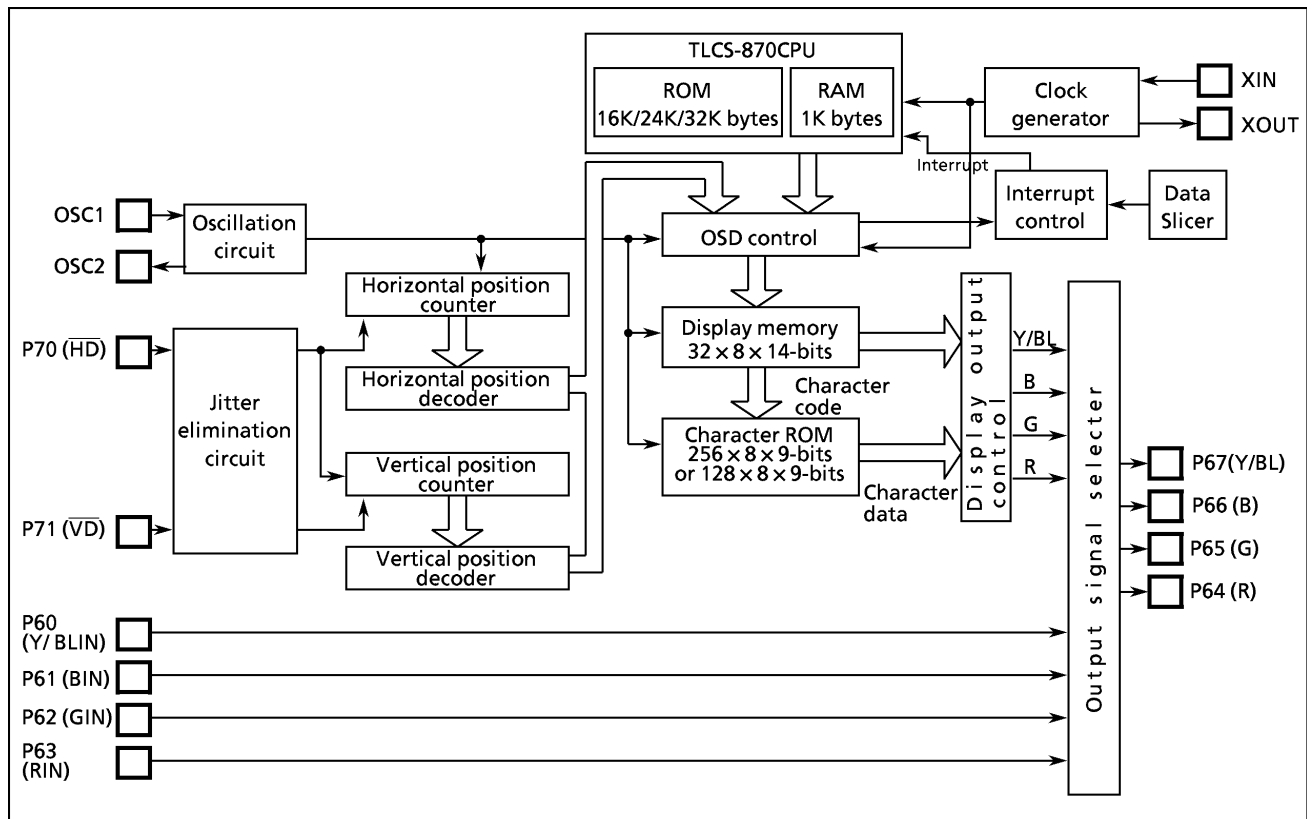 TLCS-870CPU
ROM
16K/24K/32K bytes
RAM
1K bytes
Clock
generator
XIN
XOUT
Interrupt
Interrupt
control
Data
Slicer
OSC1
OSC2
Oscillation
circuit
OSD control
Horizontal position
counter
Horizontal position
decoder
P70 (H̅D̅)
P71 (V̅D̅)
Jitter
elimination
circuit
Vertical position
counter
Vertical position
decoder
Display memory
32 × 8 × 14-bits
Character
code
Character ROM
256 × 8 × 9-bits
or 128 × 8 × 9-bits
Character
data
Display output
control
Y/BL
B
G
R
Output signal selecter
P67(Y/BL)
P66 (B)
P65 (G)
P64 (R)
P60
(Y/ BLIN)
P61 (BIN)
P62 (GIN)
P63
(RIN)